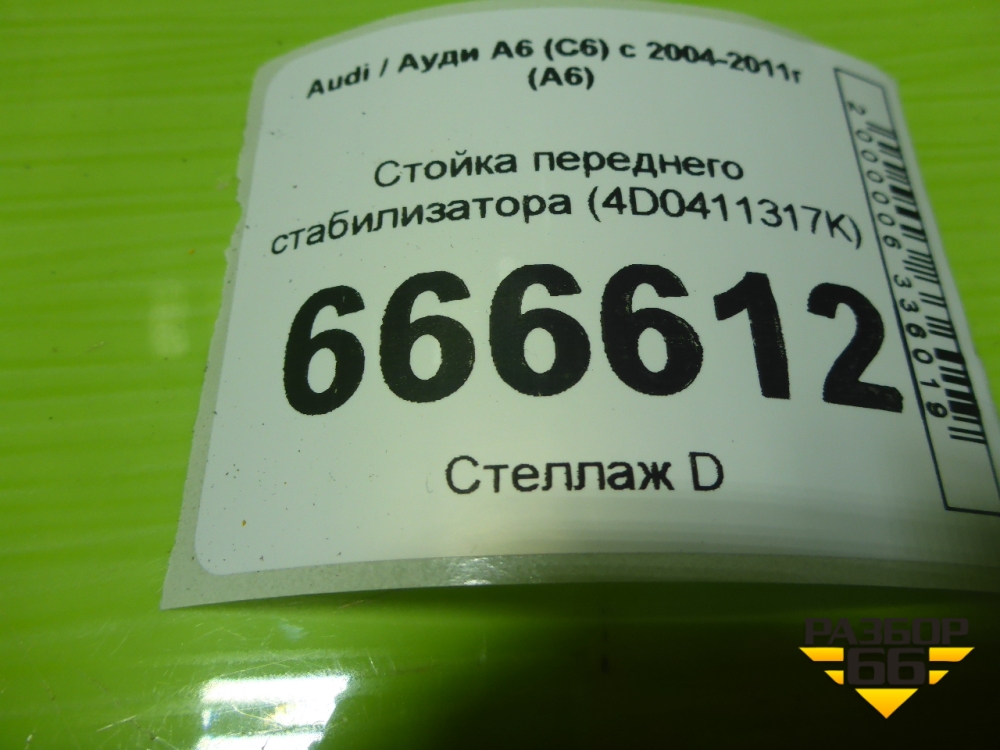 Audi / Ауди А6 (С6) с 2004-2011г
(А6)
Стойка переднего
стабилизатора (4D0411317K)
666612
Стеллаж D
2000006336019
РАЗБОР
66